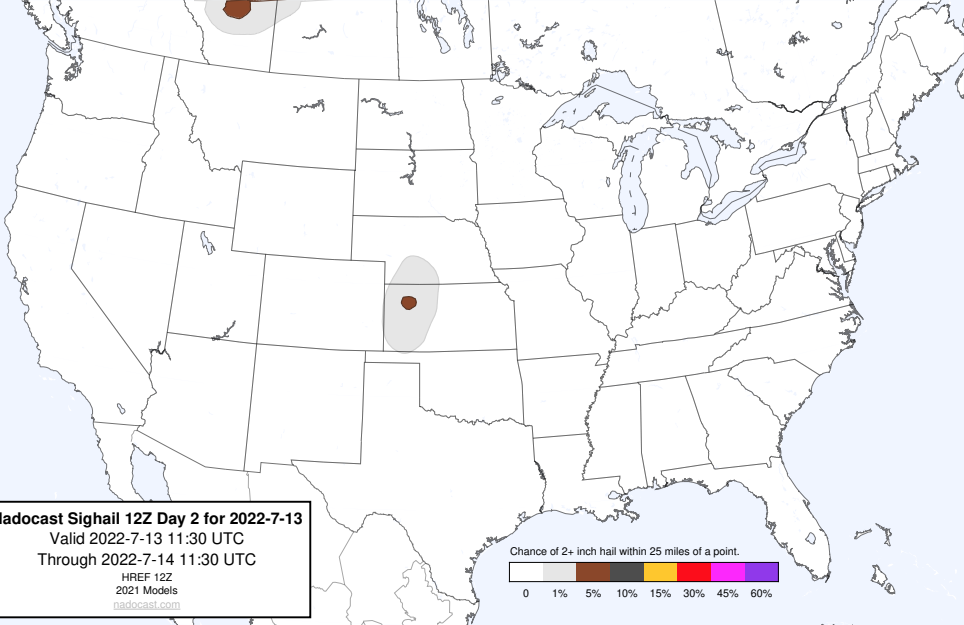 Nadocast Sighail 12Z Day 2 for 2022-7-13
Valid 2022-7-13 11:30 UTC
Through 2022-7-14 11:30 UTC
HREF 12Z
2021 Models
nadocast.com
Chance of 2+ inch hail within 25 miles of a point.
0 1% 5% 10% 15% 30% 45% 60%